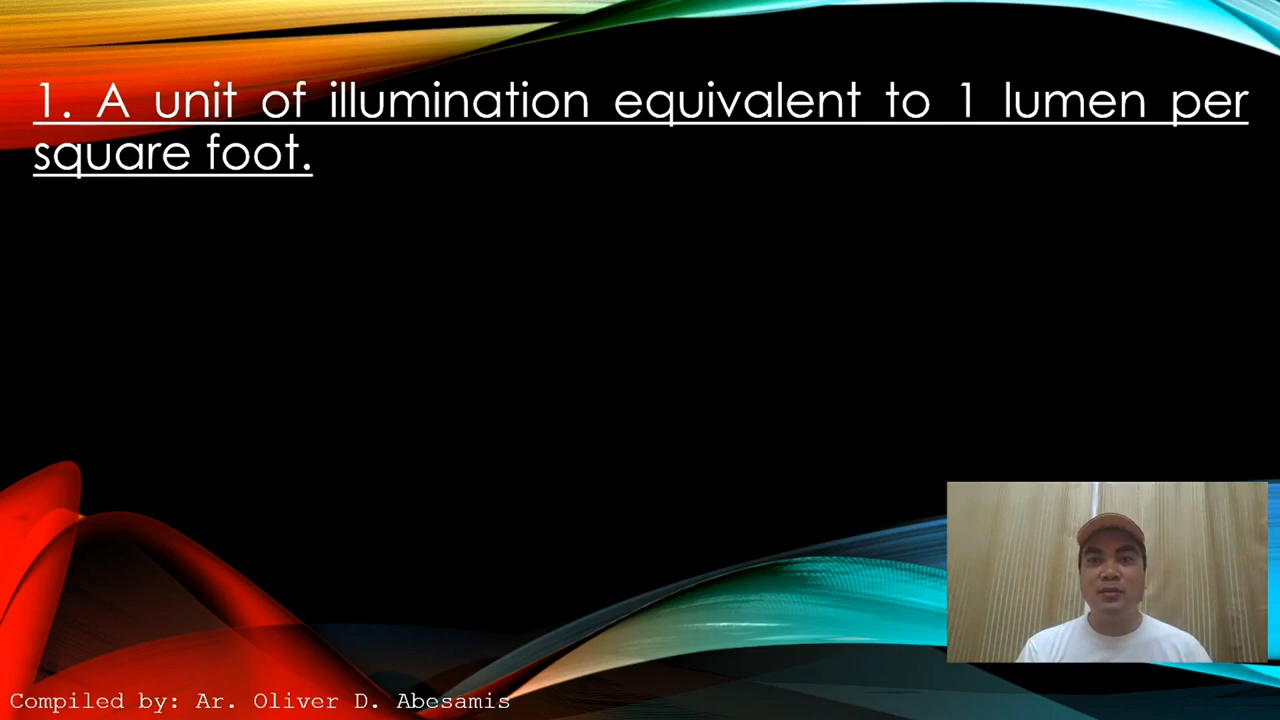 1. A unit of illumination equivalent to 1 lumen per
square foot.
Compiled by: Ar. Oliver D. Abesamis